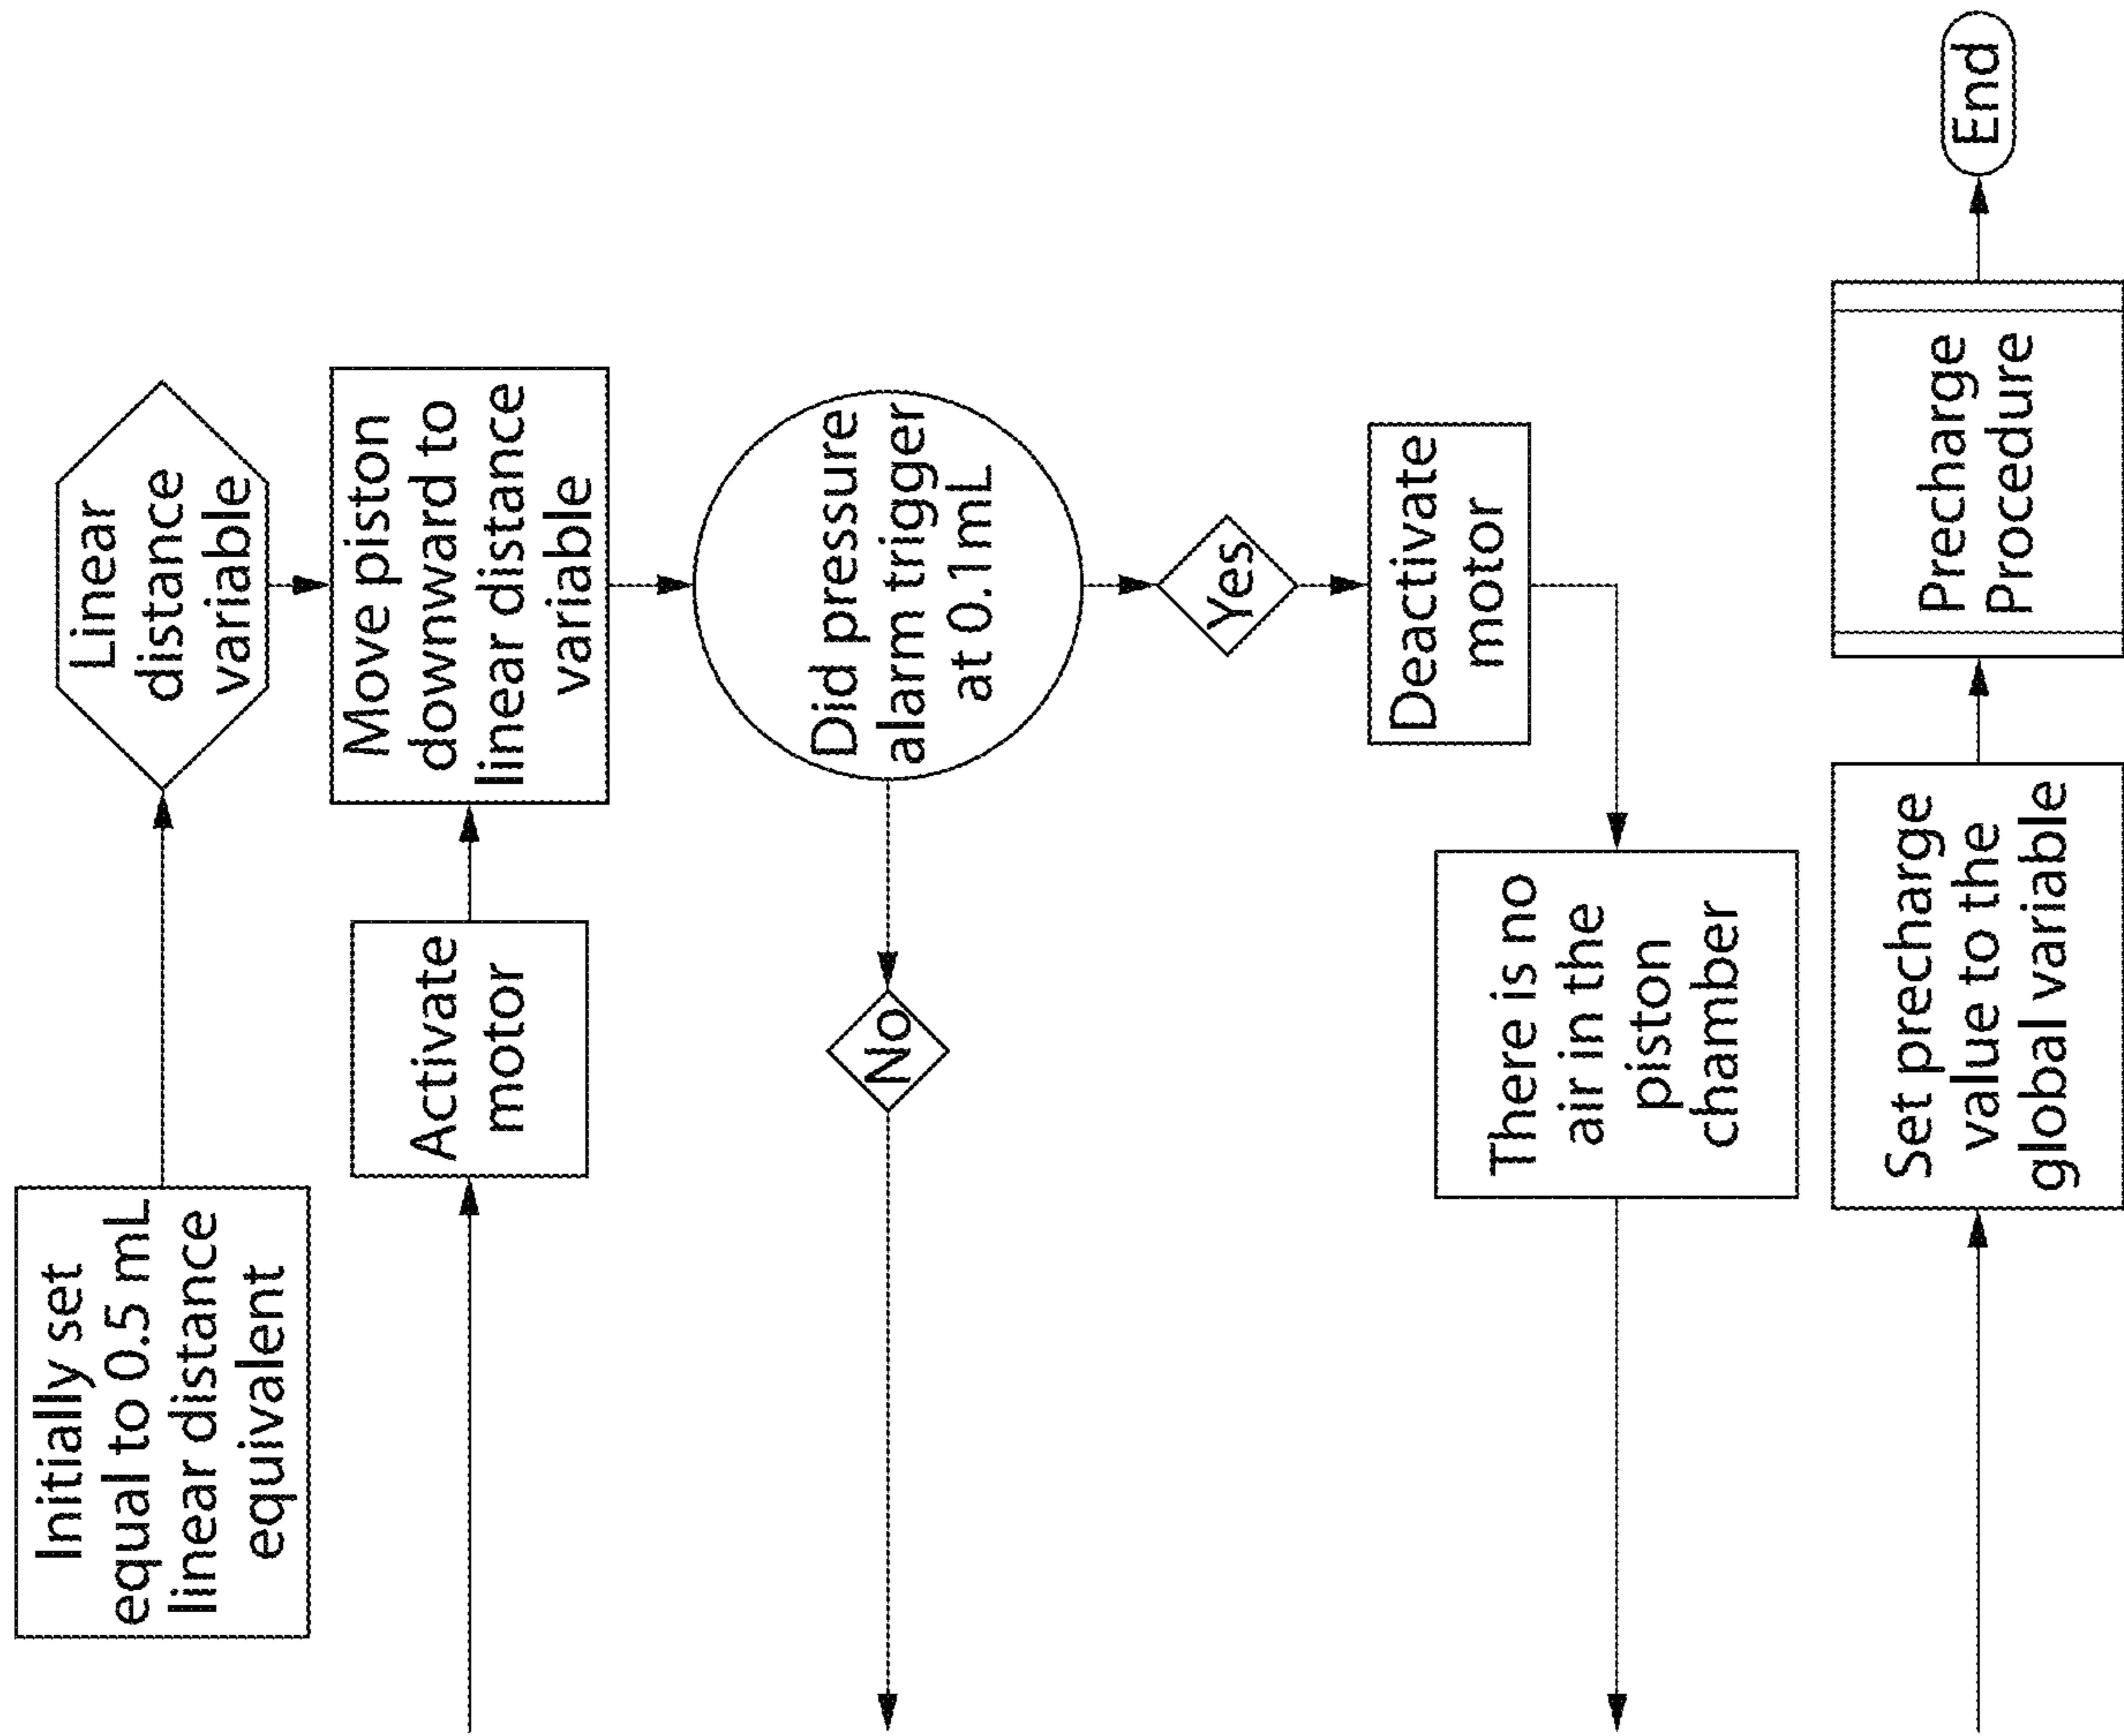 Initially set
equal to 0.5 mL
linear distance
equivalent
Linear
distance
variable
Activate
motor
Move piston
downward to
linear distance
variable
Did pressure
alarm trigger
at 0.1mL
No
Yes
Deactivate
motor
There is no
air in the
piston
chamber
Set precharge
value to the
global variable
Precharge
Procedure
End